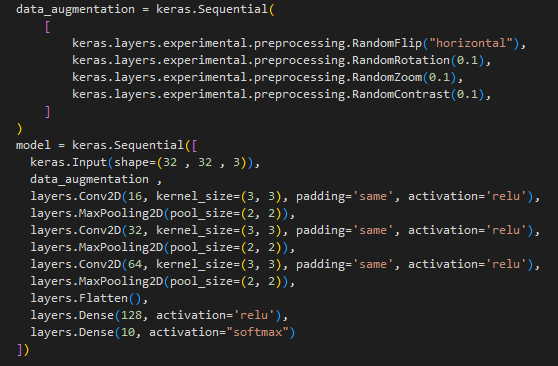 data_augmentation = keras.Sequential(
    [
        keras.layers.experimental.preprocessing.RandomFlip("horizontal"),
        keras.layers.experimental.preprocessing.RandomRotation(0.1),
        keras.layers.experimental.preprocessing.RandomZoom(0.1),
        keras.layers.experimental.preprocessing.RandomContrast(0.1),
    ]
)
model = keras.Sequential([
  keras.Input(shape=(32 , 32 , 3)),
  data_augmentation ,
  layers.Conv2D(16, kernel_size=(3, 3), padding='same', activation='relu'),
  layers.MaxPooling2D(pool_size=(2, 2)),
  layers.Conv2D(32, kernel_size=(3, 3), padding='same', activation='relu'),
  layers.MaxPooling2D(pool_size=(2, 2)),
  layers.Conv2D(64, kernel_size=(3, 3), padding='same', activation='relu'),
  layers.MaxPooling2D(pool_size=(2, 2)),
  layers.Flatten(),
  layers.Dense(128, activation='relu'),
  layers.Dense(10, activation="softmax")
])